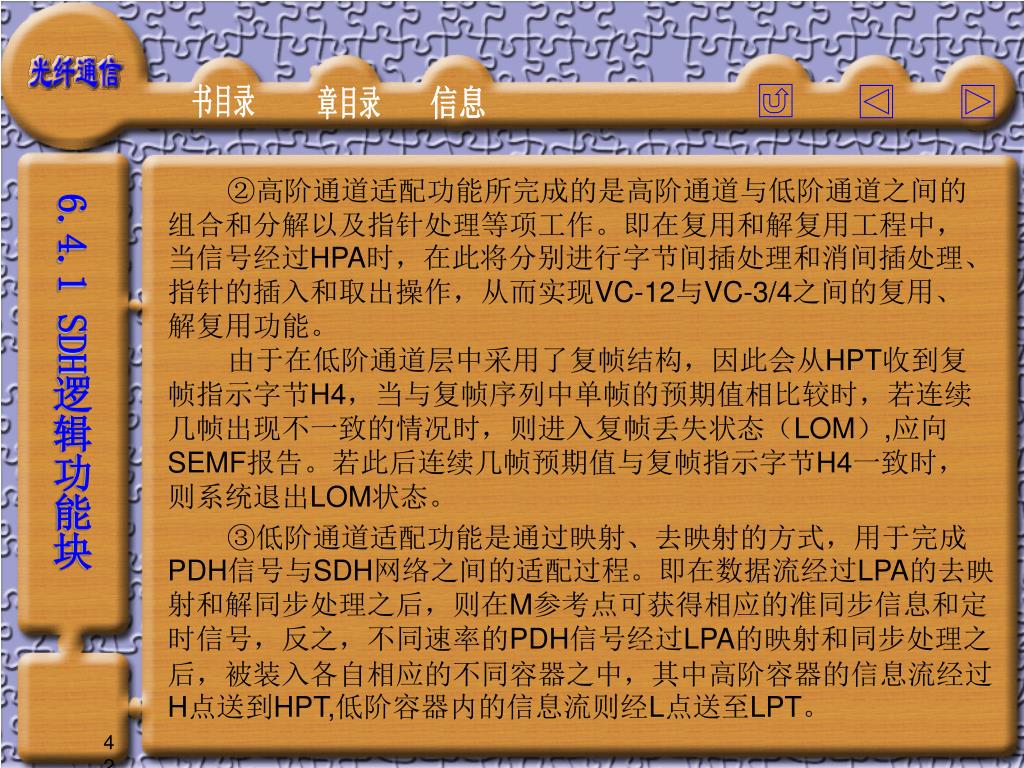 光纤通信
书目录 章目录 信息
6.4.1 SDH逻辑功能块
②高阶通道适配功能所完成的是高阶通道与低阶通道之间的
组合和分解以及指针处理等项工作。即在复用和解复用工程中，
当信号经过HPA时，在此将分别进行字节间插处理和消间插处理、
指针的插入和取出操作，从而实现VC-12与VC-3/4之间的复用、
解复用功能。
由于在低阶通道层中采用了复帧结构，因此会从HPT收到复
帧指示字节H4，当与复帧序列中单帧的预期值相比较时，若连续
几帧出现不一致的情况时，则进入复帧丢失状态（LOM）,应向
SEMF报告。若此后连续几帧预期值与复帧指示字节H4一致时，
则系统退出LOM状态。
③低阶通道适配功能是通过映射、去映射的方式，用于完成
PDH信号与SDH网络之间的适配过程。即在数据流经过LPA的去映
射和解同步处理之后，则在M参考点可获得相应的准同步信息和定
时信号，反之，不同速率的PDH信号经过LPA的映射和同步处理之
后，被装入各自相应的不同容器之中，其中高阶容器的信息流经过
H点送到HPT,低阶容器内的信息流则经L点送至LPT。
4
2